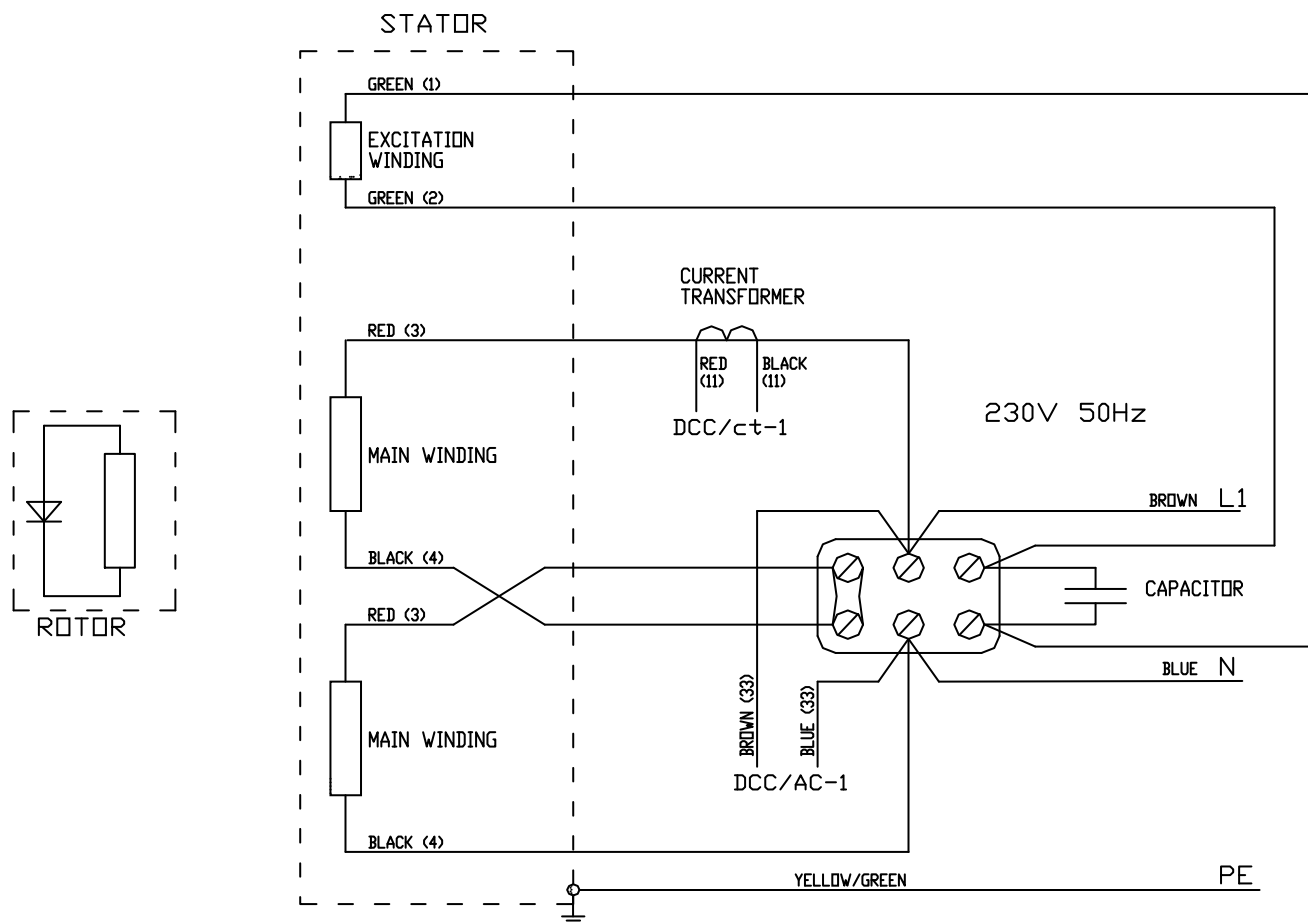 STATOR
GREEN (1)
EXCITATION
WINDING
GREEN (2)
CURRENT
TRANSFORMER
RED (3)
RED
(11)
BLACK
(11)
DCC/ct-1
230V 50Hz
MAIN WINDING
BROWN L1
BLACK (4)
CAPACITOR
RED (3)
ROTOR
BLUE N
BROWN (33)
BLUE (33)
MAIN WINDING
DCC/AC-1
BLACK (4)
YELLOW/GREEN
PE